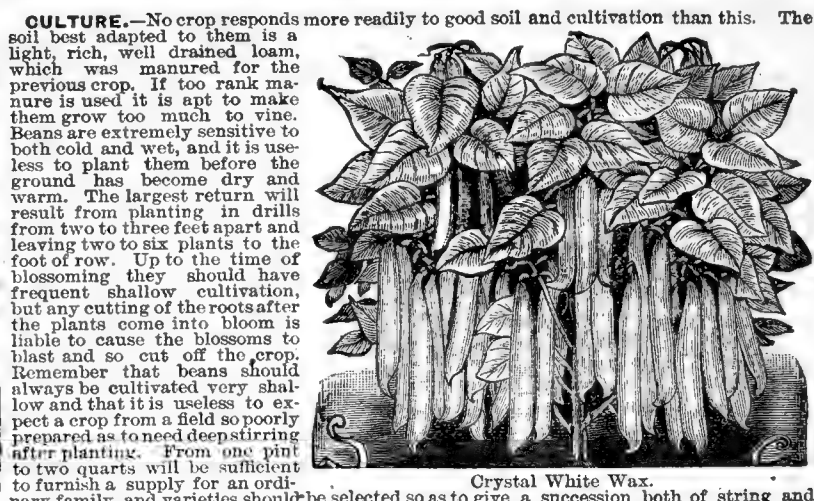 CULTURE.—No crop responds more readily to good soil and cultivation than this. The
soil best adapted to them is a
light, rich, well drained loam,
which was manured for the
previous crop. If too rank ma-
nure is used it is apt to make
them grow too much to vine.
Beans are extremely sensitive to
both cold and wet, and it is use-
less to plant them before the
ground has become dry and
warm. The largest return will
result from planting in drills
from two to three feet apart and
leaving two to six plants to the
foot of row. Up to the time of
blossoming they should have
frequent shallow cultivation,
but any cutting of the roots after
the plants come into bloom is
liable to cause the blossoms to
blast and so cut off the crop.
Remember that beans should
always be cultivated very shal-
low and that it is useless to ex-
pect a crop from a field so poorly
prepared as to need deep stirring
after planting. From one pint
to two quarts will be sufficient
to furnish a supply for an ordi-
Crystal White Wax.
nary family, and varieties should be selected so as to give a succession both of string and